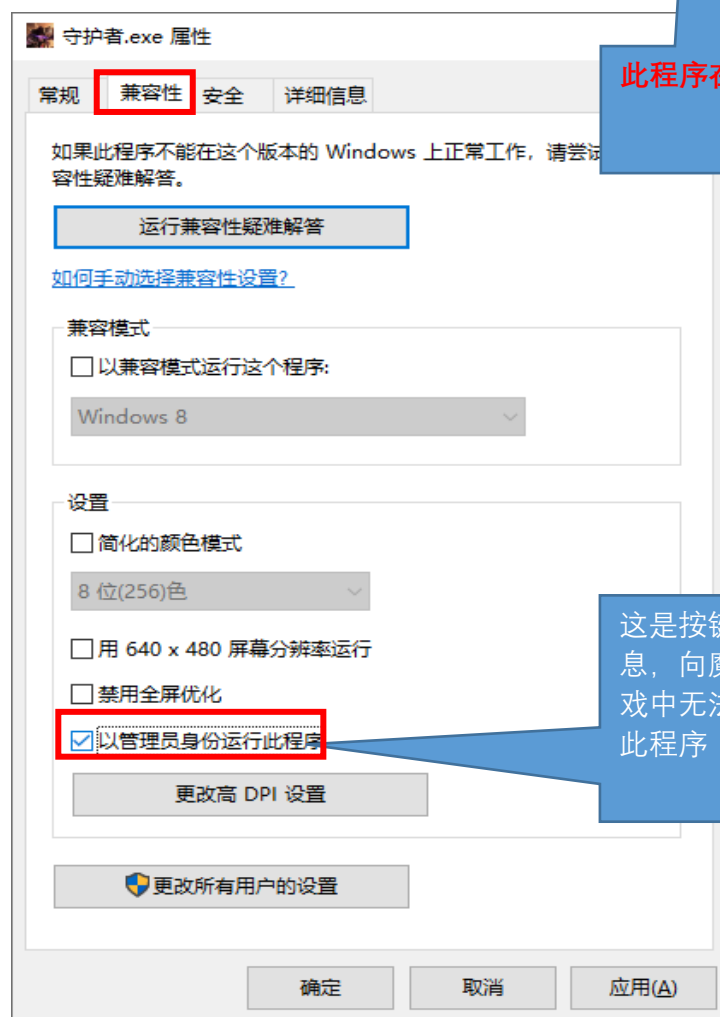 守护者.exe 属性
此程序在
常规 兼容性 安全 详细信息
如果此程序不能在这个版本的 Windows 上正常工作，请尝试
容性疑难解答。
运行兼容性疑难解答
如何手动选择兼容性设置?
兼容模式
以兼容模式运行这个程序:
Windows 8
设置
简化的颜色模式
8 位(256)色
用 640 x 480 屏幕分辨率运行
禁用全屏优化
以管理员身份运行此程序
更改高 DPI 设置
这是按键
息，向魔
戏中无法
此程序
更改所有用户的设置
确定 取消 应用(A)